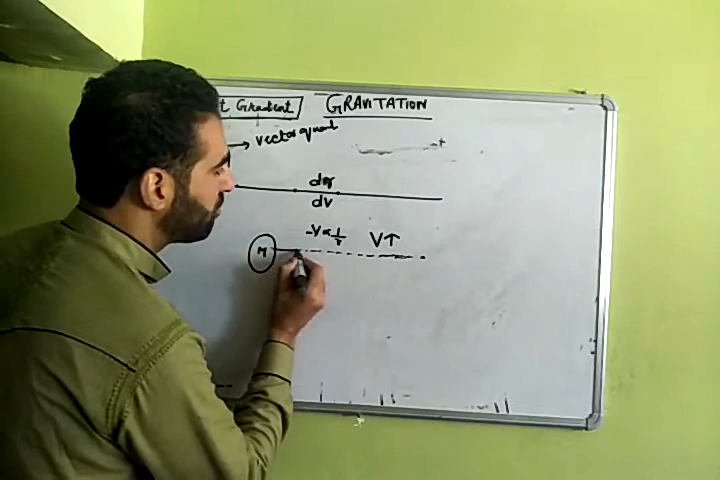 t Gradient GRAVITATION
→ Vector quant
dr
dv
-V∝1/r V↑
M